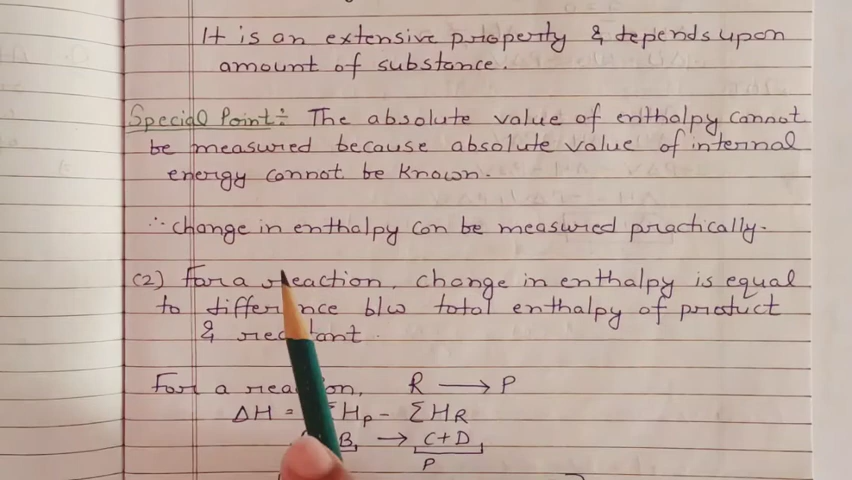 It is an extensive property & depends upon
amount of substance.
Special Point:- The absolute value of enthalpy cannot
be measured because absolute value of internal
energy cannot be known.
∴ change in enthalpy can be measured practically.
(2) For a reaction, change in enthalpy is equal
to difference b/w total enthalpy of product
& reactant.
For a reaction, R ⟶ P
ΔH = ΣHP - ΣHR
B → C+D
P